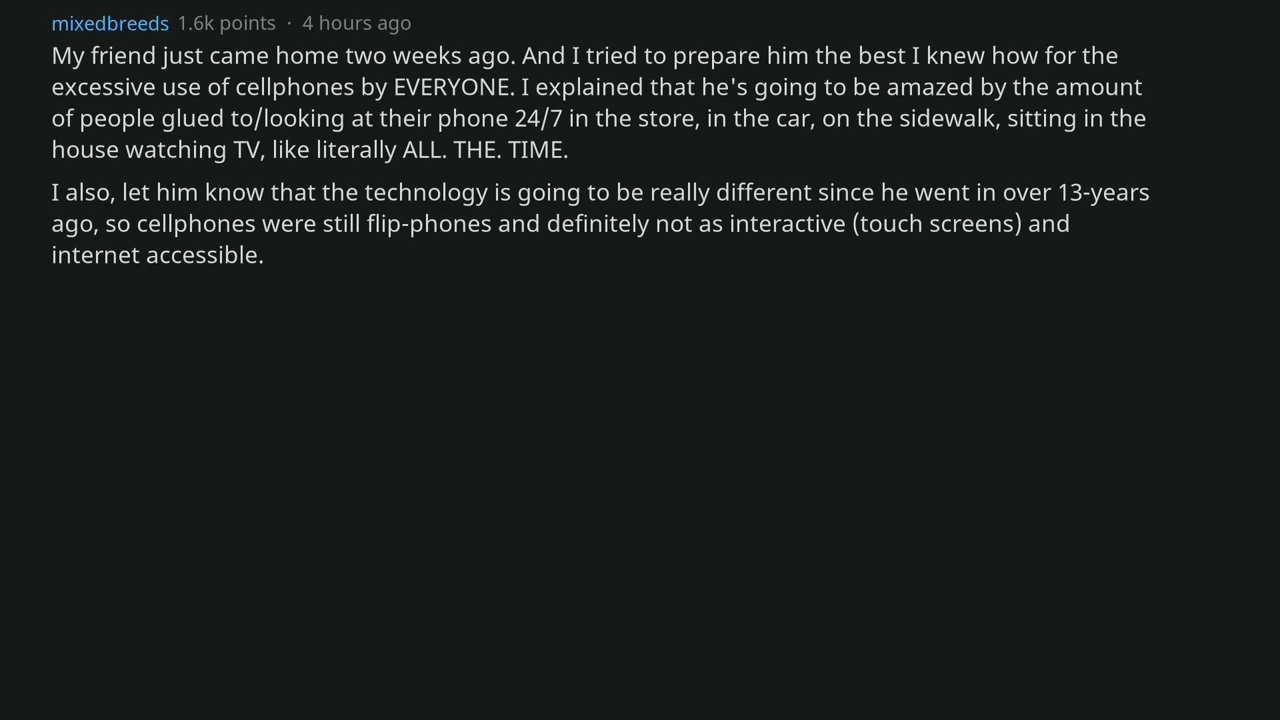 mixedbreeds 1.6k points · 4 hours ago
My friend just came home two weeks ago. And I tried to prepare him the best I knew how for the
excessive use of cellphones by EVERYONE. I explained that he's going to be amazed by the amount
of people glued to/looking at their phone 24/7 in the store, in the car, on the sidewalk, sitting in the
house watching TV, like literally ALL. THE. TIME.
I also, let him know that the technology is going to be really different since he went in over 13-years
ago, so cellphones were still flip-phones and definitely not as interactive (touch screens) and
internet accessible.